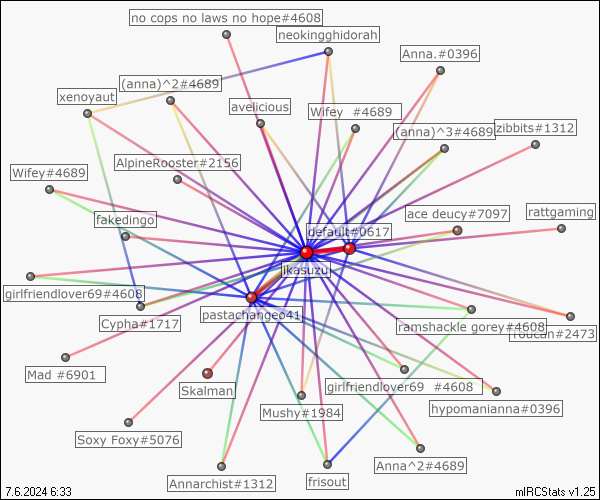 no cops no laws no hope#4608
neokingghidorah
Anna.#0396
(anna)^2#4689
xenoyaut
avelicious
Wifey  #4689
(anna)^3#4689
zibbits#1312
AlpineRooster#2156
Wifey#4689
fakedingo
default#0617
ace deucy#7097
rattgaming
jkasuzu
girlfriendlover69#4608
Cypha#1717
pastachangeo41
ramshackle gorey#4608
Toucan#2473
Mad #6901
Skalman
girlfriendlover69  #4608
Mushy#1984
hypomanianna#0396
Soxy Foxy#5076
Anna^2#4689
Annarchist#1312
frisout
7.6.2024 6:33
mIRCStats v1.25